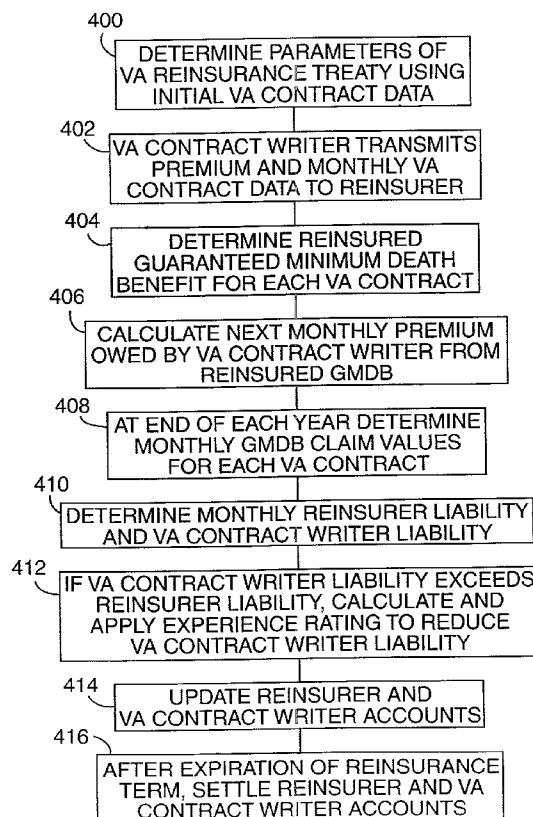 400
DETERMINE PARAMETERS OF
VA REINSURANCE TREATY USING
INITIAL VA CONTRACT DATA
402
VA CONTRACT WRITER TRANSMITS
PREMIUM AND MONTHLY VA
CONTRACT DATA TO REINSURER
404
DETERMINE REINSURED
GUARANTEED MINIMUM DEATH
BENEFIT FOR EACH VA CONTRACT
406
CALCULATE NEXT MONTHLY PREMIUM
OWED BY VA CONTRACT WRITER FROM
REINSURED GMDB
408
AT END OF EACH YEAR DETERMINE
MONTHLY GMDB CLAIM VALUES
FOR EACH VA CONTRACT
410
DETERMINE MONTHLY REINSURER LIABILITY
AND VA CONTRACT WRITER LIABILITY
412
IF VA CONTRACT WRITER LIABILITY EXCEEDS
REINSURER LIABILITY, CALCULATE AND
APPLY EXPERIENCE RATING TO REDUCE
VA CONTRACT WRITER LIABILITY
414
UPDATE REINSURER AND
VA CONTRACT WRITER ACCOUNTS
416
AFTER EXPIRATION OF REINSURANCE
TERM, SETTLE REINSURER AND VA
CONTRACT WRITER ACCOUNTS